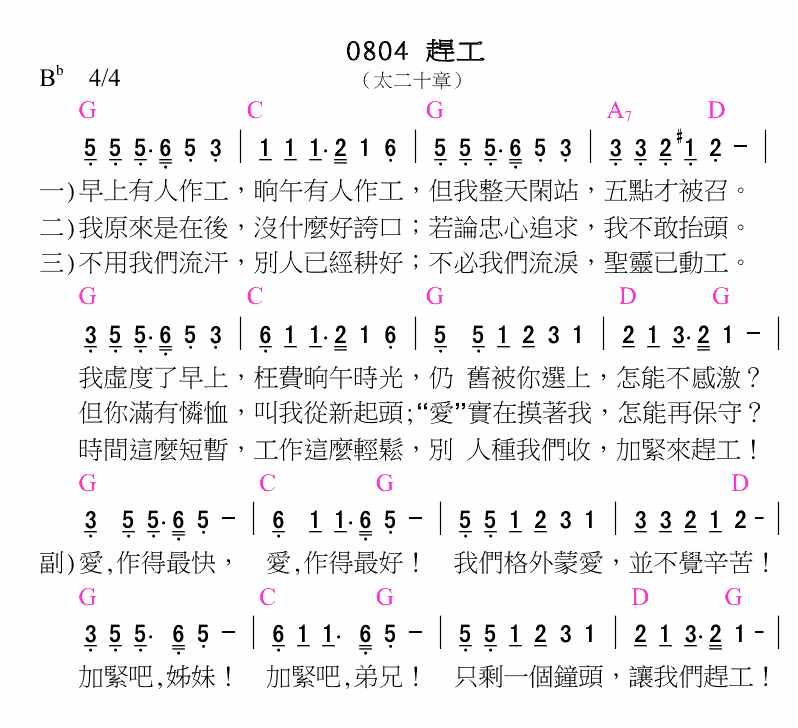 0804 趕工
（太二十章）
B♭ 4/4
G C G A7 D
5 5 5· 6 5 3 | 1 1 1· 2 1 6 | 5 5 5· 6 5 3 | 3 3 2 #1 2 − |
一)早上有人作工，晌午有人作工，但我整天閑站，五點才被召。
二)我原來是在後，沒什麼好誇口；若論忠心追求，我不敢抬頭。
三)不用我們流汗，別人已經耕好；不必我們流淚，聖靈已動工。
G C G D G
3 5 5· 6 5 3 | 6 1 1· 2 1 6 | 5 5 1 2 3 1 | 2 1 3· 2 1 − |
我虛度了早上，枉費晌午時光，仍 舊被你選上，怎能不感激？
但你滿有憐恤，叫我從新起頭;“愛”實在摸著我，怎能再保守？
時間這麼短暫，工作這麼輕鬆，別 人種我們收，加緊來趕工！
G C G D
3 5 5· 6 5 − | 6 1 1· 6 5 − | 5 5 1 2 3 1 | 3 3 2 1 2 - |
副)愛,作得最快， 愛,作得最好！ 我們格外蒙愛，並不覺辛苦！
G C G D G
3 5 5· 6 5 − | 6 1 1· 6 5 − | 5 5 1 2 3 1 | 2 1 3· 2 1 - |
加緊吧,姊妹！ 加緊吧,弟兄！ 只剩一個鐘頭，讓我們趕工！